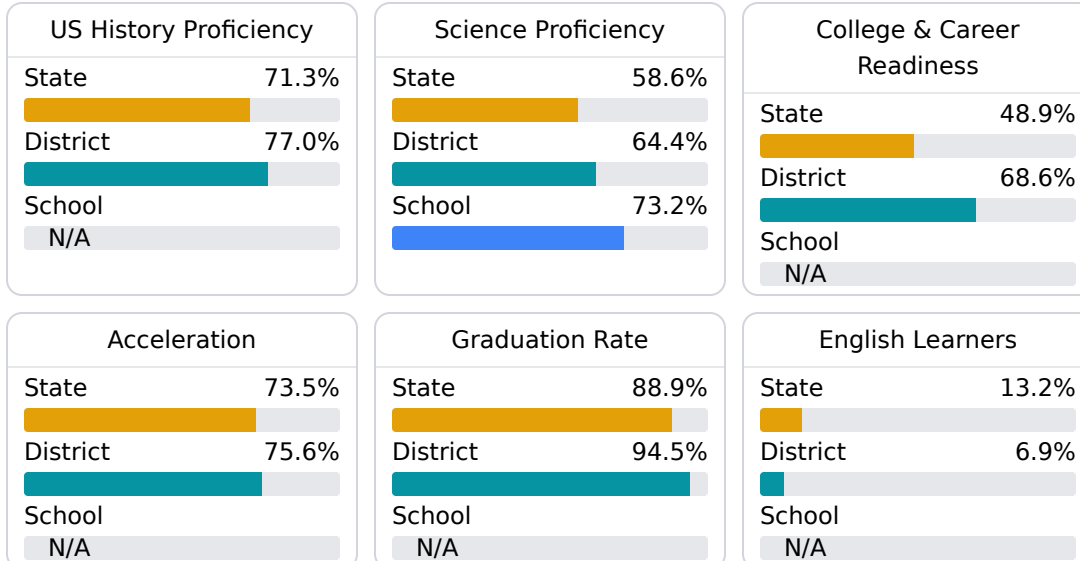 US History Proficiency
State 71.3%
District 77.0%
School
N/A
Science Proficiency
State 58.6%
District 64.4%
School 73.2%
College & Career
Readiness
State 48.9%
District 68.6%
School
N/A
Acceleration
State 73.5%
District 75.6%
School
N/A
Graduation Rate
State 88.9%
District 94.5%
School
N/A
English Learners
State 13.2%
District 6.9%
School
N/A